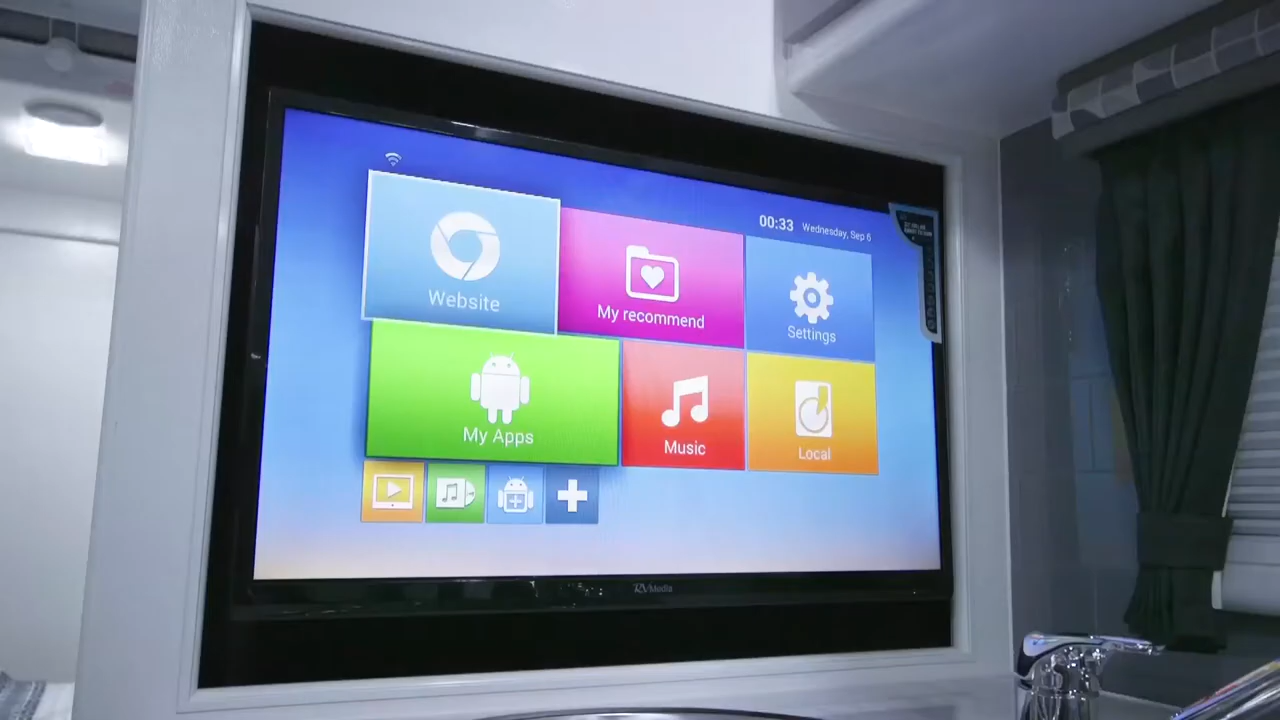 00:33 Wednesday, Sep 6
Website
My recommend
Settings
My Apps
Music
Local
RVMedia